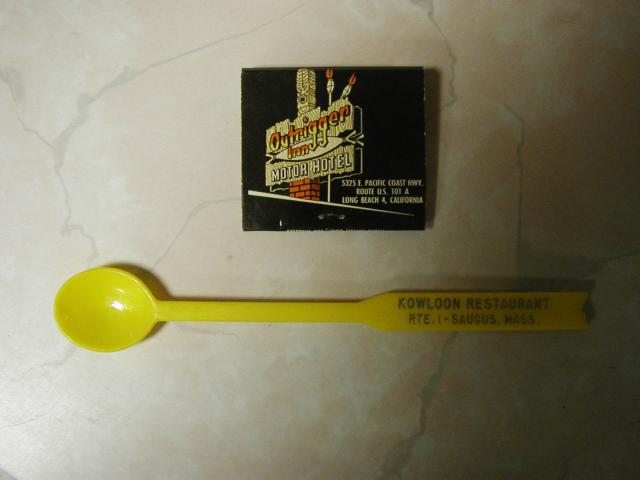 Outrigger
Inn
MOTOR HOTEL
5325 E. PACIFIC COAST HWY.
ROUTE U.S. 101 A
LONG BEACH 4, CALIFORNIA
KOWLOON RESTAURANT
RTE. 1 - SAUGUS, MASS.